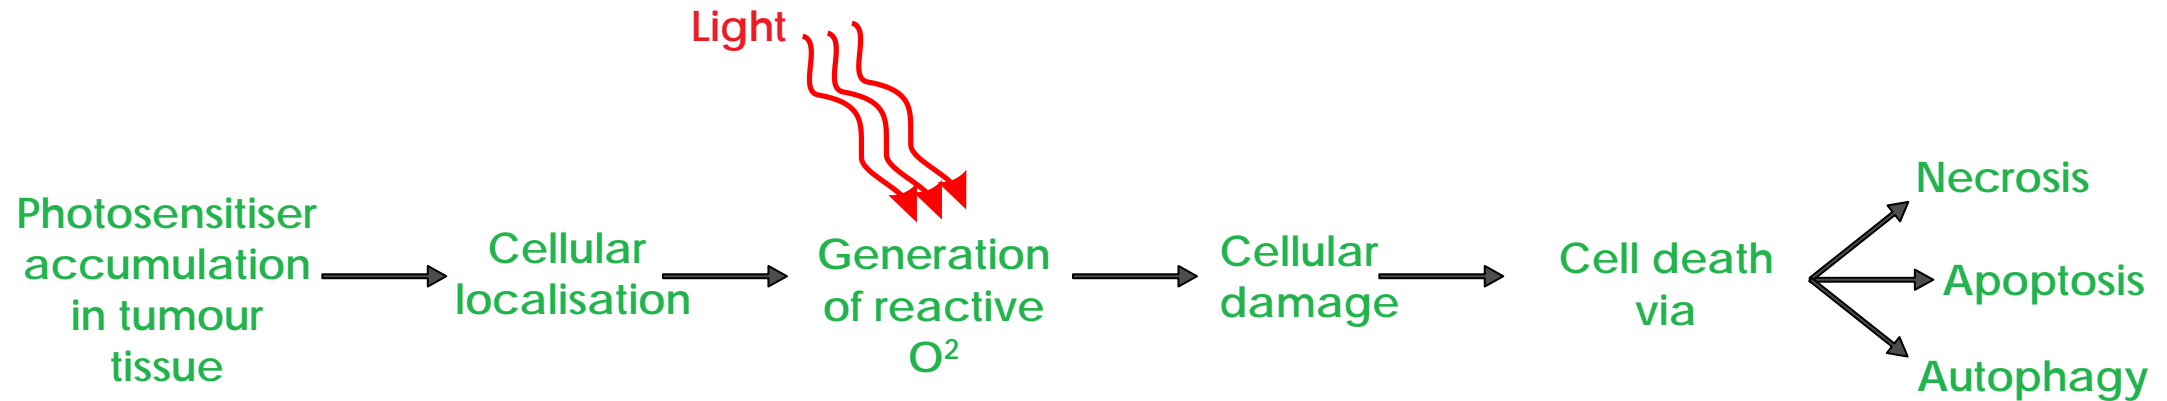 Light
Photosensitiser
accumulation
in tumour
tissue
Cellular
localisation
Generation
of reactive
O²
Cellular
damage
Cell death
via
Necrosis
Apoptosis
Autophagy